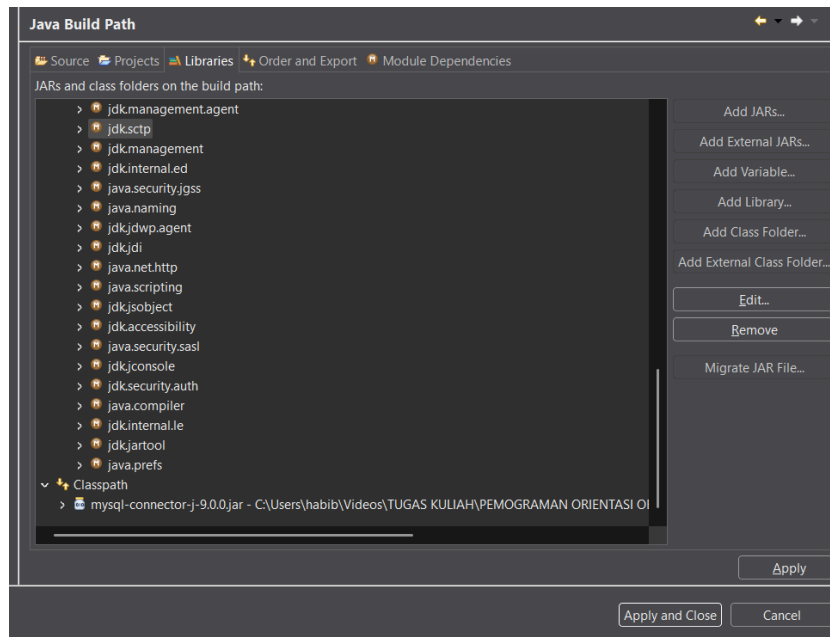 Java Build Path
Source Projects Libraries Order and Export Module Dependencies
JARs and class folders on the build path:
jdk.management.agent
jdk.sctp
jdk.management
jdk.internal.ed
java.security.jgss
java.naming
jdk.jdwp.agent
jdk.jdi
java.net.http
java.scripting
jdk.jsobject
jdk.accessibility
java.security.sasl
jdk.jconsole
jdk.security.auth
java.compiler
jdk.internal.le
jdk.jartool
java.prefs
Classpath
mysql-connector-j-9.0.0.jar - C:\Users\habib\Videos\TUGAS KULIAH\PEMOGRAMAN ORIENTASI
Add JARs...
Add External JARs...
Add Variable...
Add Library...
Add Class Folder...
Add External Class Folder...
Edit...
Remove
Migrate JAR File...
Apply
Apply and Close Cancel